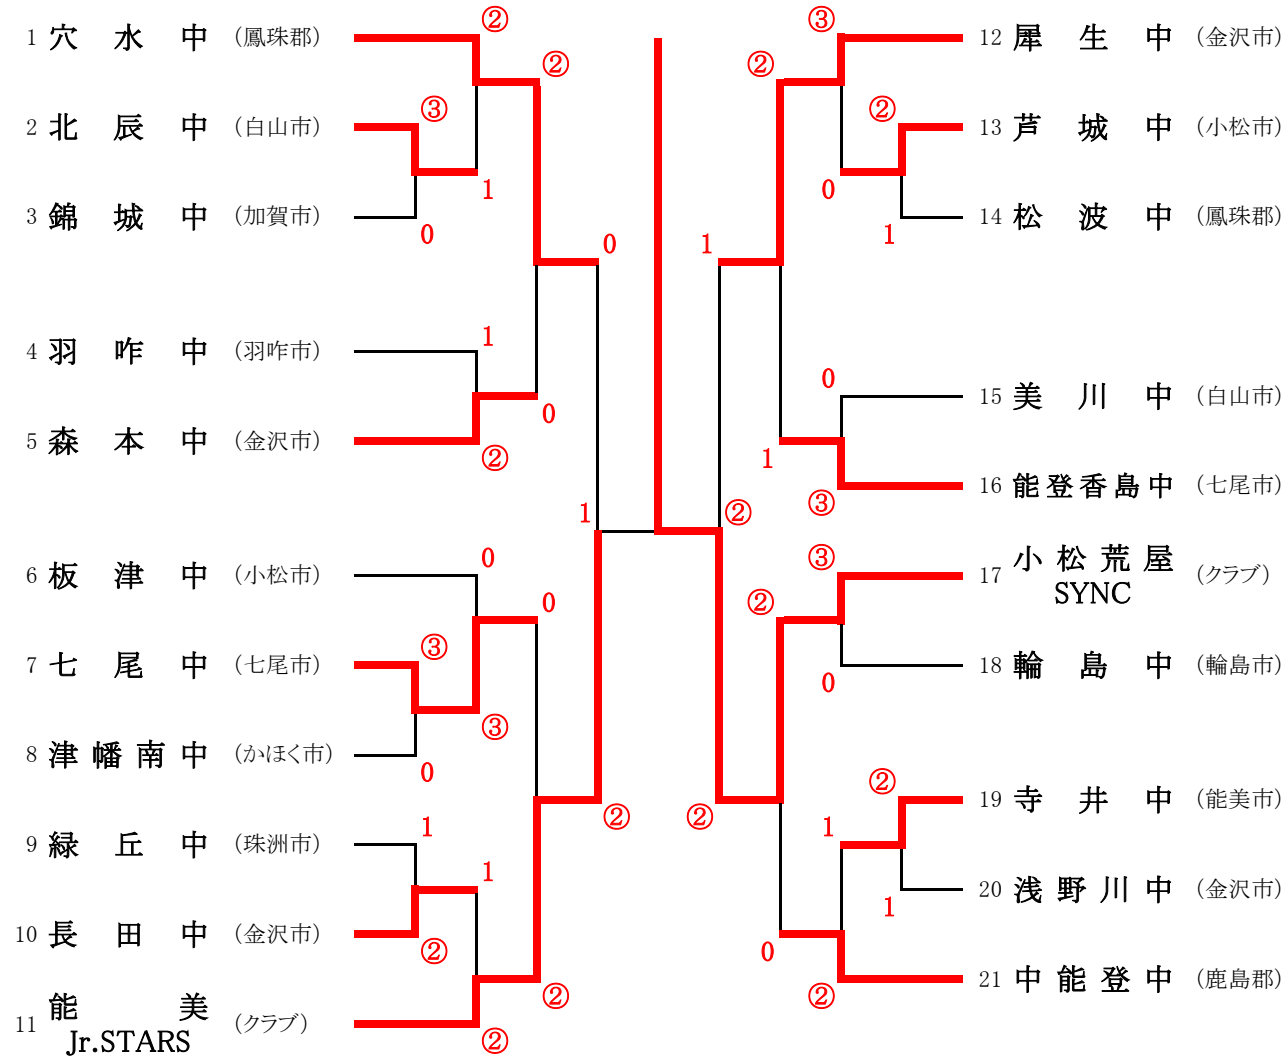 1 穴水中 (鳳珠郡)
2 北辰中 (白山市)
3 錦城中 (加賀市)
4 羽咋中 (羽咋市)
5 森本中 (金沢市)
6 板津中 (小松市)
7 七尾中 (七尾市)
8 津幡南中 (かほく市)
9 緑丘中 (珠洲市)
10 長田中 (金沢市)
11 能美 Jr.STARS (クラブ)
② ② ③ 1 0 0 1 0 ② 1
0 0 ③ ③ 0 ② 1 1 ② ② ②
③ ② ② 0 1 1 0 1 ③ ②
③ ② 0 ② ② 1 1 0 ②
12 犀生中 (金沢市)
13 芦城中 (小松市)
14 松波中 (鳳珠郡)
15 美川中 (白山市)
16 能登香島中 (七尾市)
17 小松荒屋 SYNC (クラブ)
18 輪島中 (輪島市)
19 寺井中 (能美市)
20 浅野川中 (金沢市)
21 中能登中 (鹿島郡)